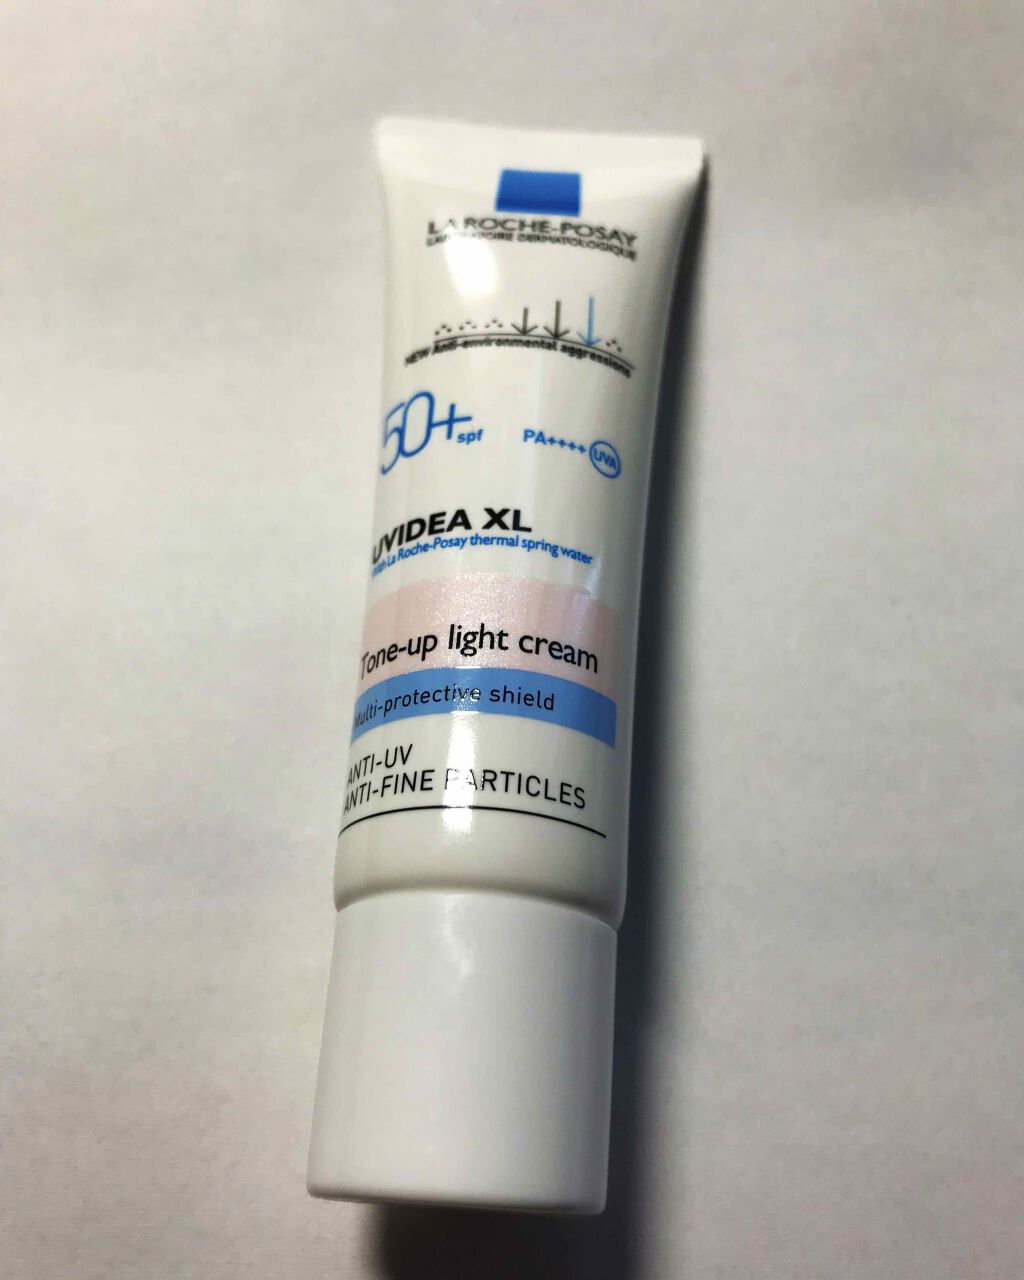 LA ROCHE-POSAY
LABORATOIRE DERMATOLOGIQUE
NEW Anti-environmental aggressions
50+ spf PA++++ UVA
UVIDEA XL
With La Roche-Posay thermal spring water
Tone-up light cream
Multi-protective shield
ANTI-UV
ANTI-FINE PARTICLES